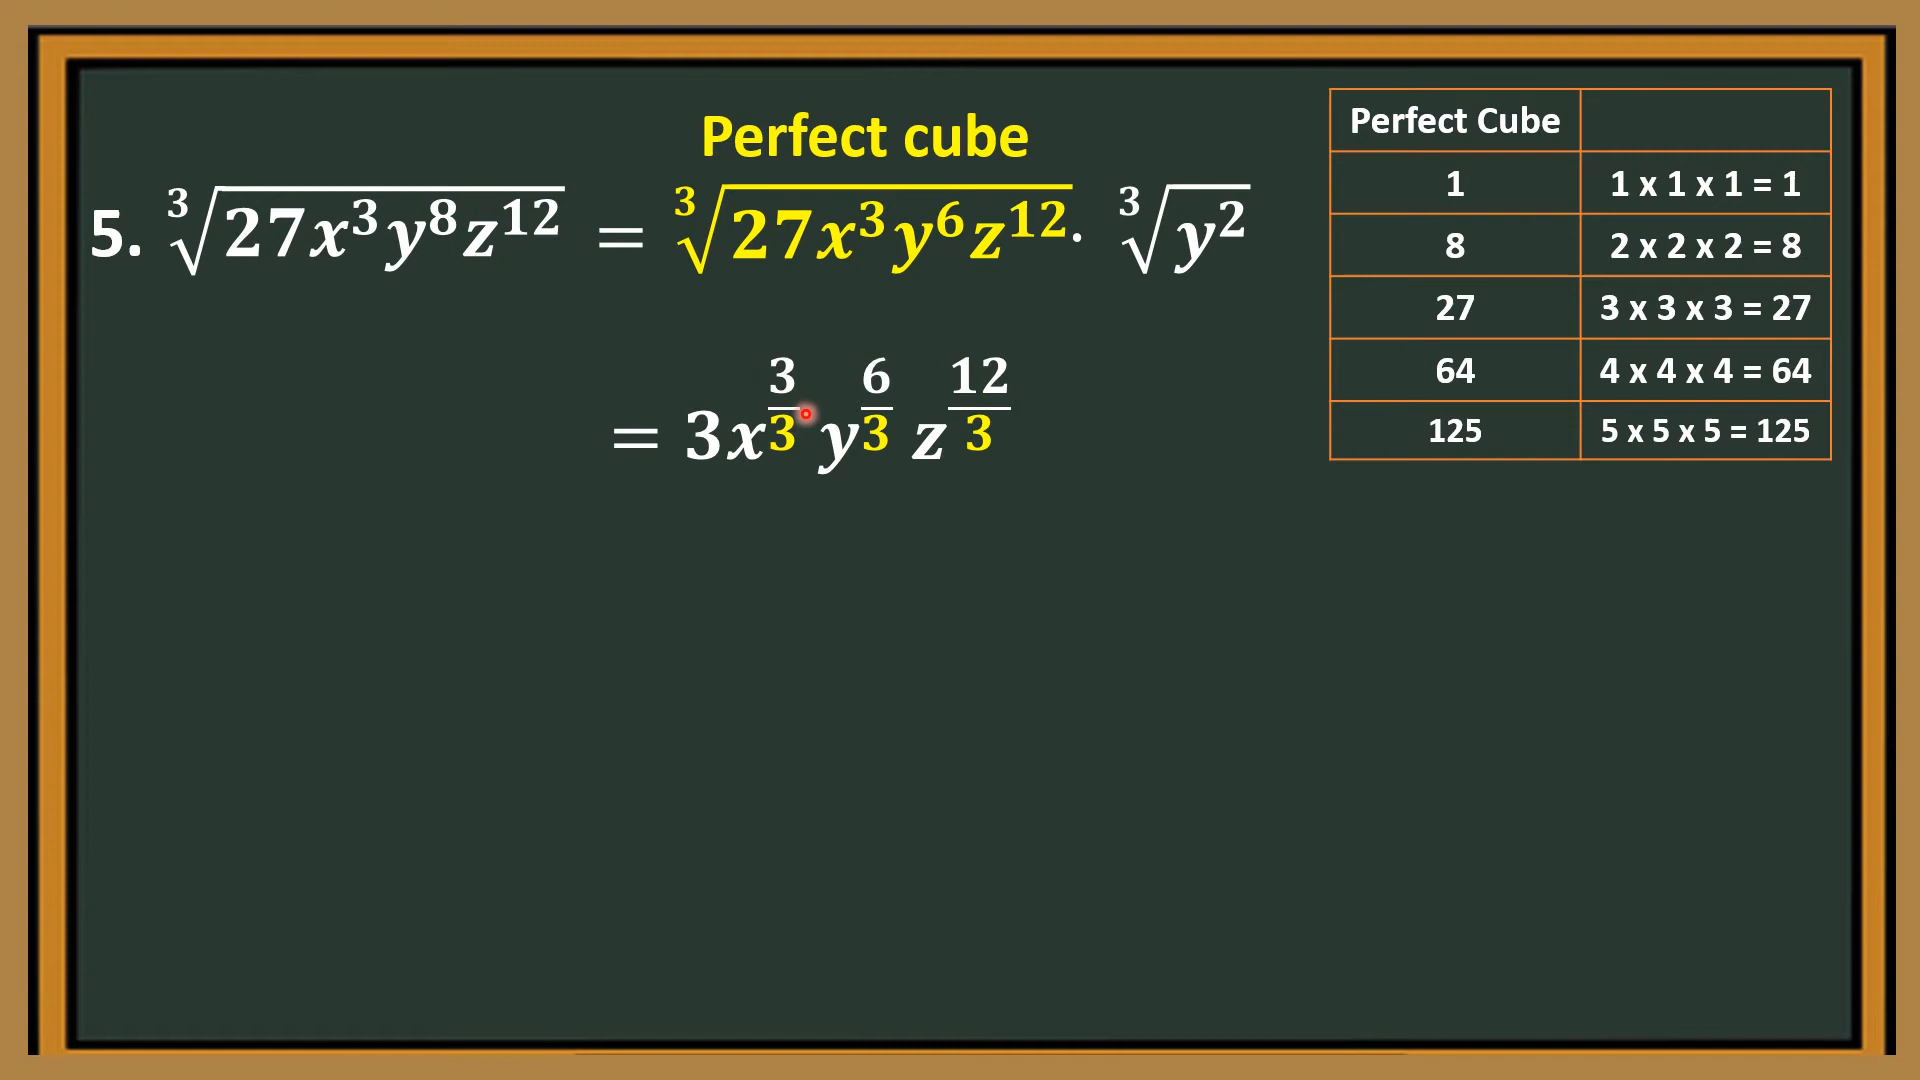 Perfect cube
5. ∛(27x³y⁸z¹²) = ∛(27x³y⁶z¹²) · ∛(y²)
= 3x^(3/3) y^(6/3) z^(12/3)
Perfect Cube
1 1 x 1 x 1 = 1
8 2 x 2 x 2 = 8
27 3 x 3 x 3 = 27
64 4 x 4 x 4 = 64
125 5 x 5 x 5 = 125